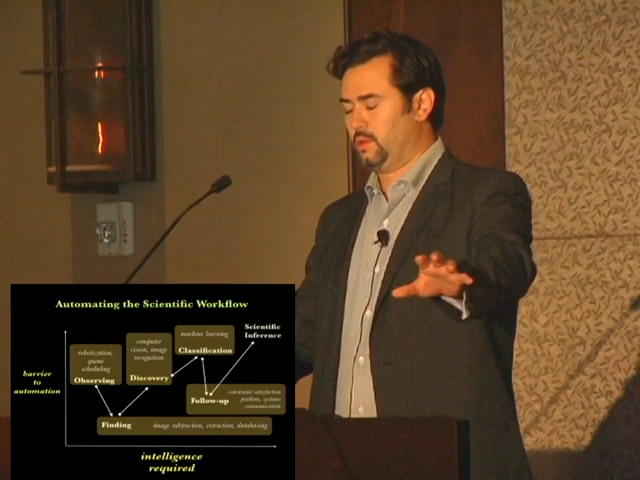 Automating the Scientific Workflow
barrier
to
automation
robotization,
queue
scheduling
Observing
computer
vision, image
recognition
Discovery
machine learning
Classification
Scientific
Inference
Follow-up
constraint satisfaction
problem, systems
communication
Finding
image subtraction, extraction, databasing
intelligence
required